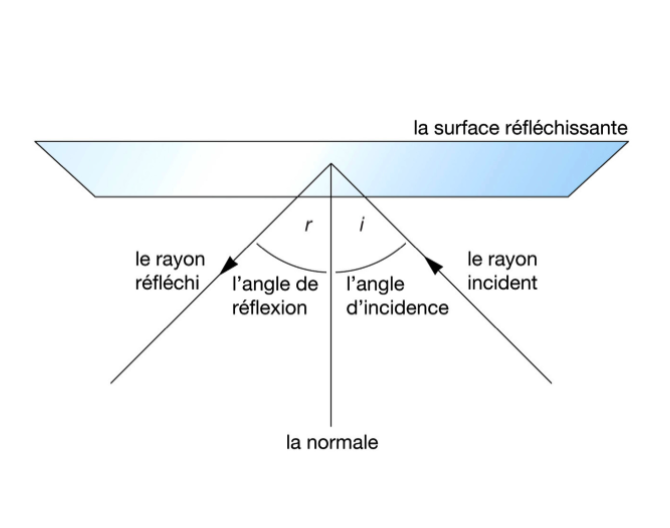 la surface réfléchissante
r
i
le rayon
réfléchi
l'angle de
réflexion
l'angle
d'incidence
le rayon
incident
la normale